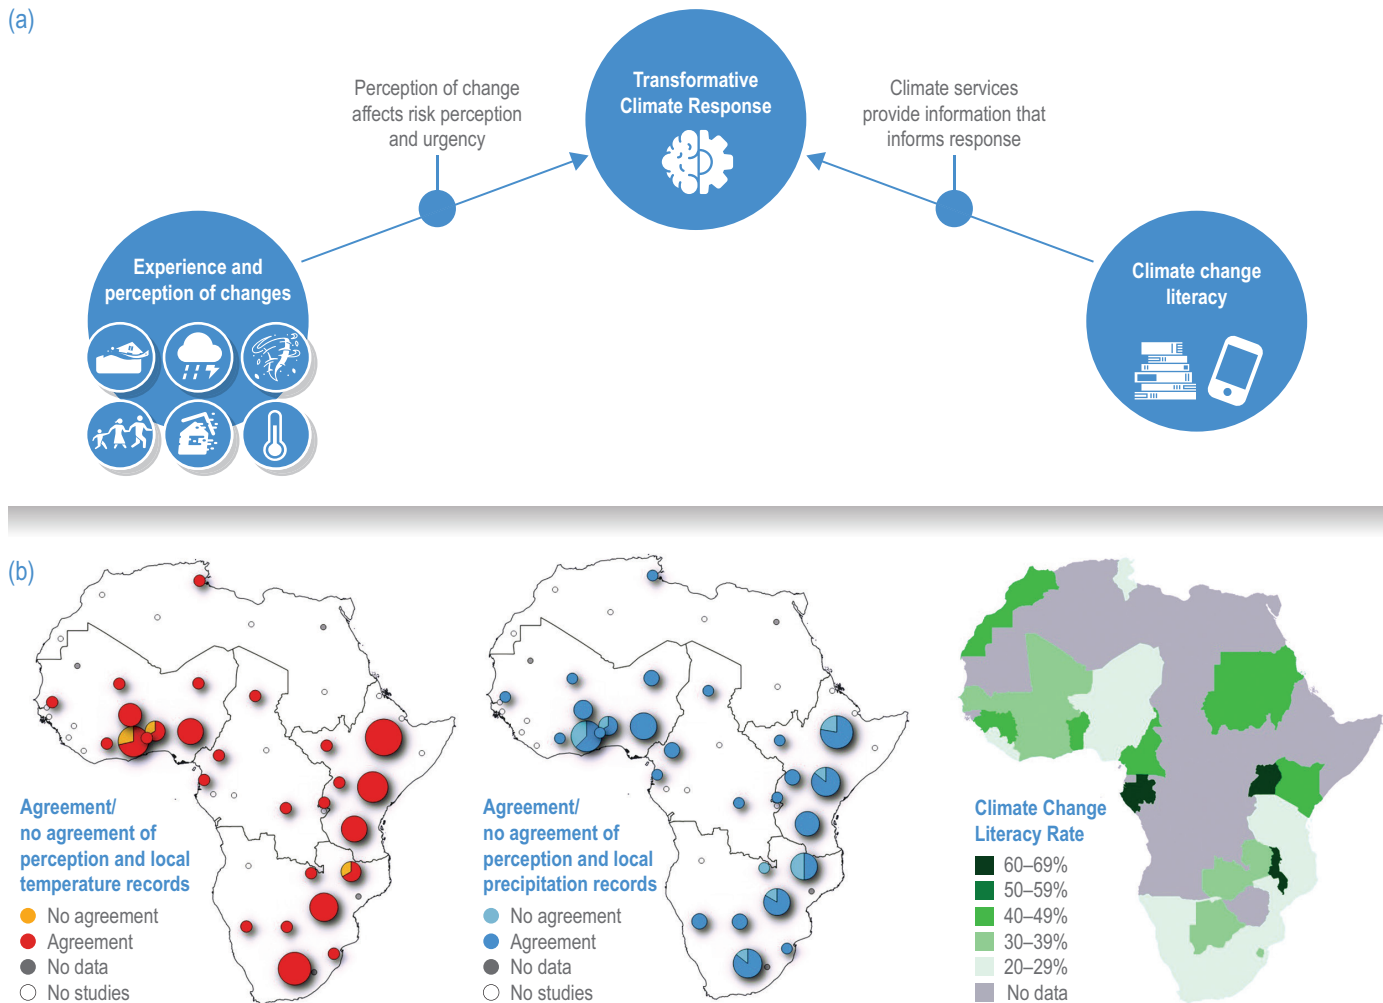 (a)
Perception of change
affects risk perception
and urgency
Transformative
Climate Response
Climate services
provide information that
informs response
Experience and
perception of changes
Climate change
literacy
(b)
Agreement/
no agreement of
perception and local
temperature records
No agreement
Agreement
No data
No studies
Agreement/
no agreement of
perception and local
precipitation records
No agreement
Agreement
No data
No studies
Climate Change
Literacy Rate
60–69%
50–59%
40–49%
30–39%
20–29%
No data